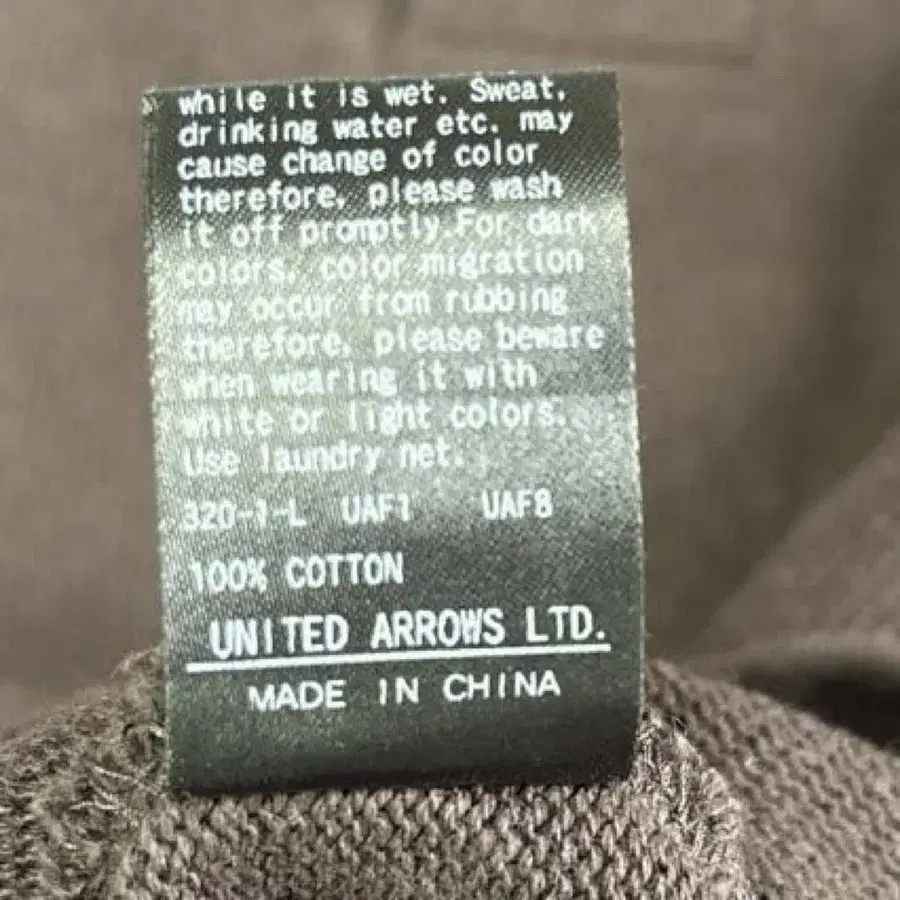 while it is wet. Sweat,
drinking water etc. may
cause change of color
therefore, please wash
it off promptly.For dark
colors, color migration
may occur from rubbing
therefore, please beware
when wearing it with
white or light colors.
Use laundry net.
320-1-L UAF1 UAF8
100% COTTON
UNITED ARROWS LTD.
MADE IN CHINA